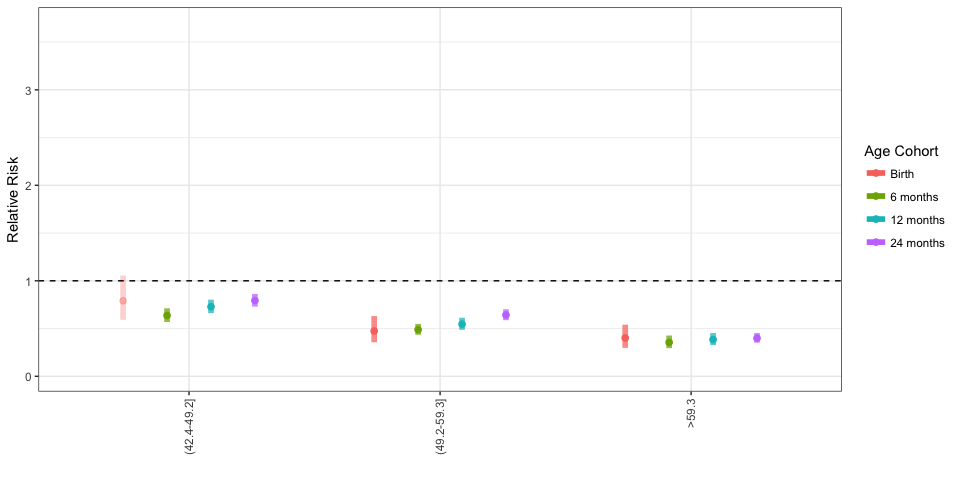 Relative Risk
3
2
1
0
(42.4-49.2]
(49.2-59.3]
>59.3
Age Cohort
Birth
6 months
12 months
24 months